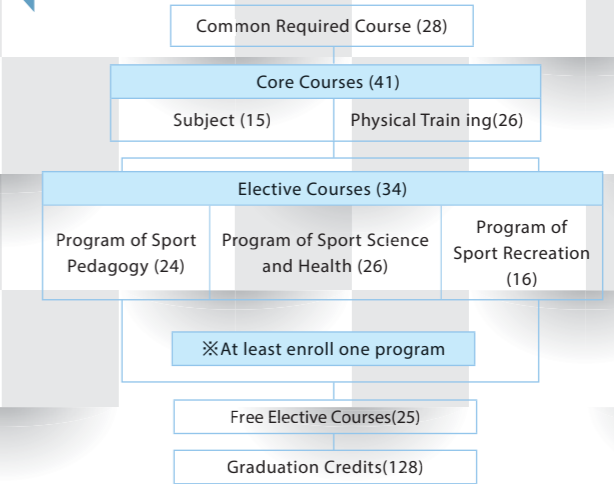 Common Required Course (28)
Core Courses (41)
Subject (15)
Physical Train ing(26)
Elective Courses (34)
Program of Sport
Pedagogy (24)
Program of Sport Science
and Health (26)
Program of
Sport Recreation
(16)
※At least enroll one program
Free Elective Courses(25)
Graduation Credits(128)